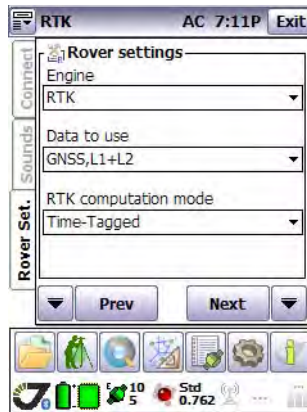 RTK AC 7:11P Exit
Connect
Sounds
Rover Set.
Rover settings
Engine
RTK
Data to use
GNSS,L1+L2
RTK computation mode
Time-Tagged
Prev Next
10
5
Std
0.762
...